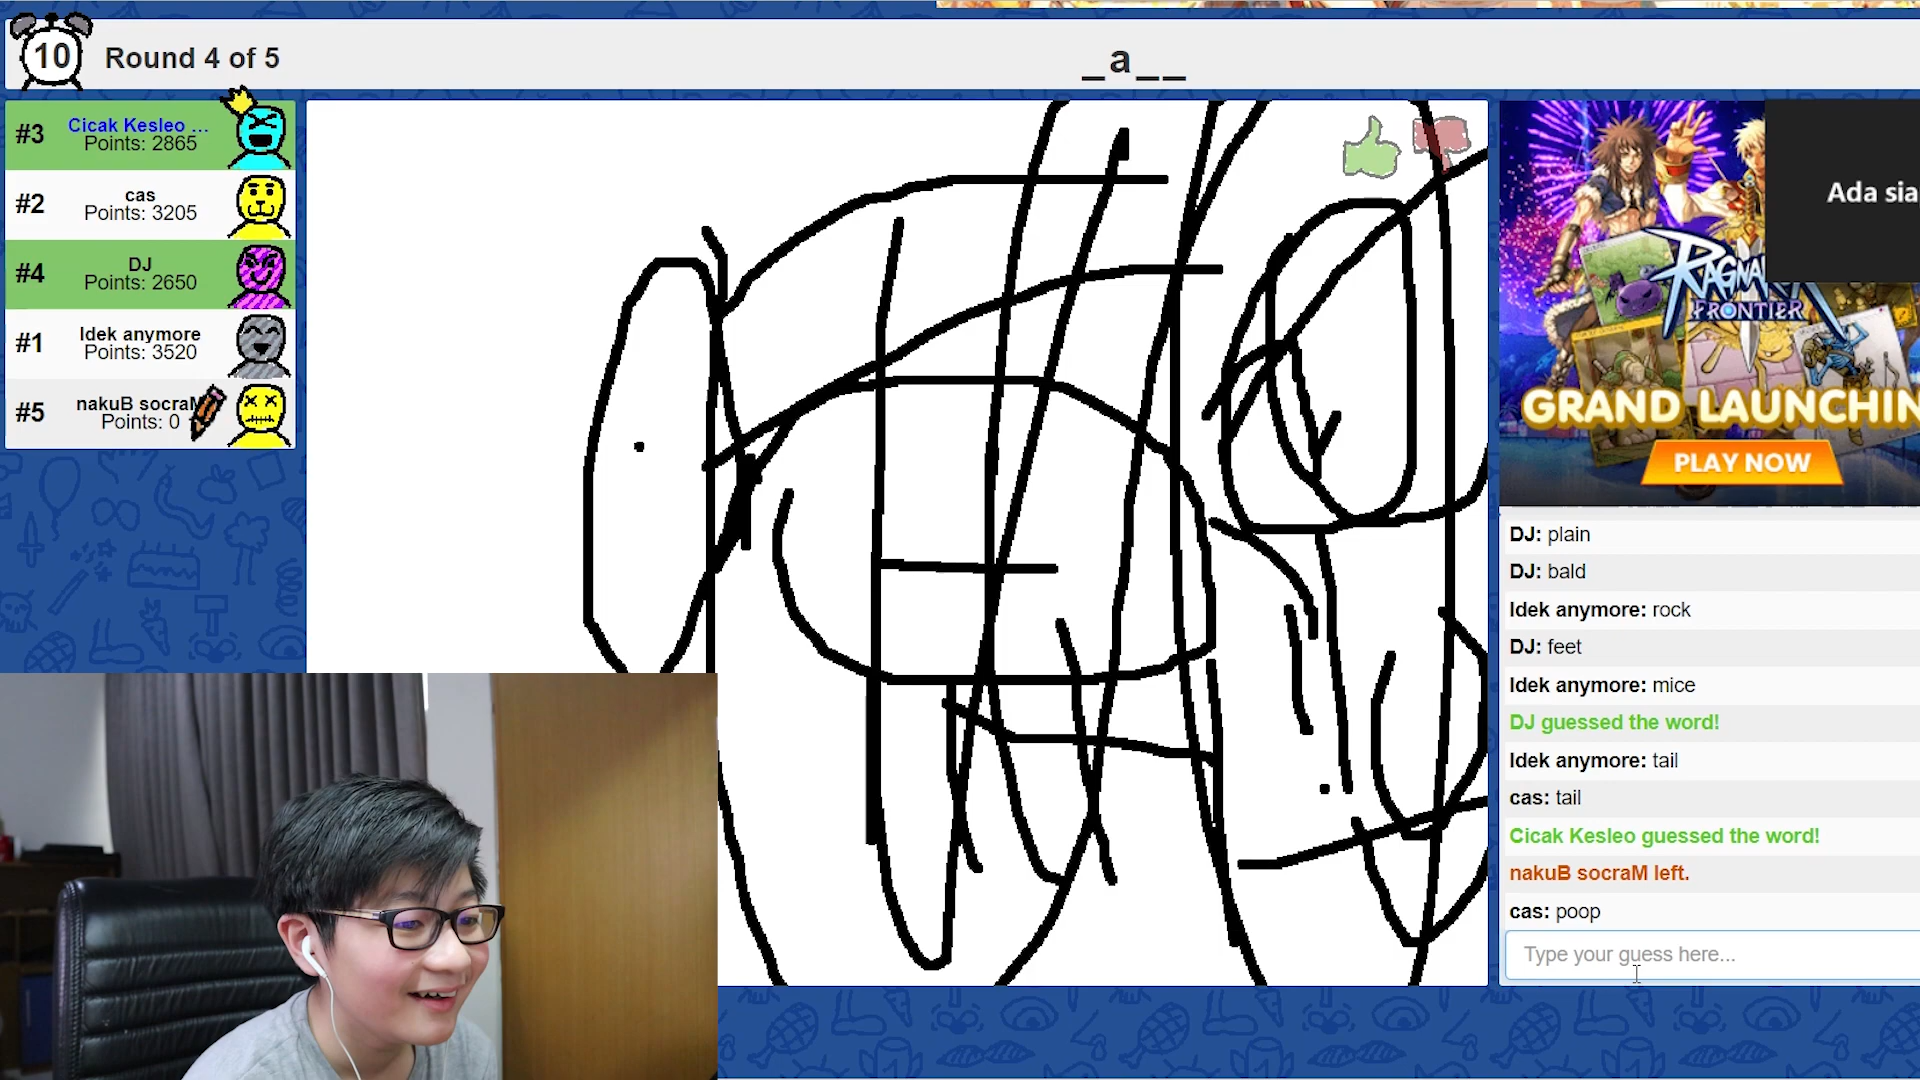 10
Round 4 of 5
_a__
#3
Cicak Kesleo ...
Points: 2865
#2
cas
Points: 3205
#4
DJ
Points: 2650
#1
Idek anymore
Points: 3520
#5
nakuB socraM
Points: 0
Ada sia
FRONTIER
GRAND LAUNCHIN
PLAY NOW
DJ: plain
DJ: bald
Idek anymore: rock
DJ: feet
Idek anymore: mice
DJ guessed the word!
Idek anymore: tail
cas: tail
Cicak Kesleo guessed the word!
nakuB socraM left.
cas: poop
Type your guess here...